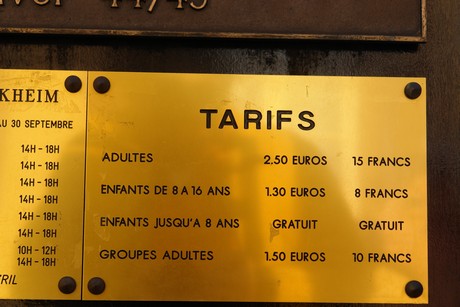 44/45
KHEIM
AU 30 SEPTEMBRE
14H - 18H
14H - 18H
14H - 18H
14H - 18H
14H - 18H
14H - 18H
10H - 12H
14H - 18H
TARIFS
ADULTES 2.50 EUROS 15 FRANCS
ENFANTS DE 8 A 16 ANS 1.30 EUROS 8 FRANCS
ENFANTS JUSQU'A 8 ANS GRATUIT GRATUIT
GROUPES ADULTES 1.50 EUROS 10 FRANCS